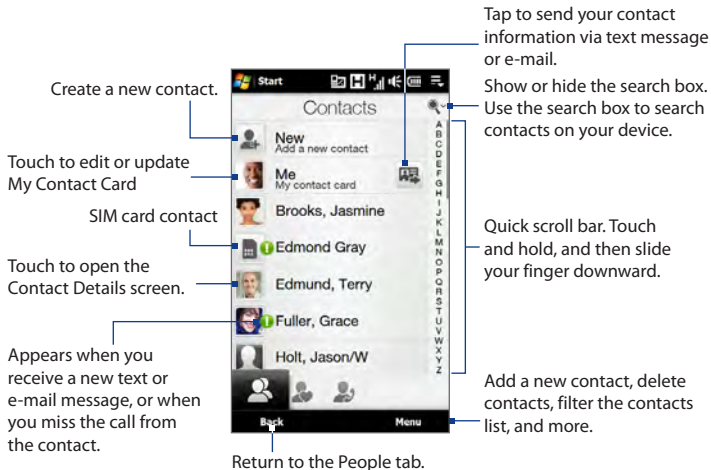 Tap to send your contact
information via text message
or e-mail.
Create a new contact.
Show or hide the search box.
Use the search box to search
contacts on your device.
Touch to edit or update
My Contact Card
SIM card contact
Touch to open the
Contact Details screen.
Appears when you
receive a new text or
e-mail message, or when
you miss the call from
the contact.
Start
H
H
Contacts
New
Add a new contact
Me
My contact card
Brooks, Jasmine
Edmond Gray
Edmund, Terry
Fuller, Grace
Holt, Jason/W
A
B
C
D
E
F
G
H
I
J
K
L
M
N
O
P
Q
R
S
T
U
V
W
X
Y
Z
Back
Menu
Quick scroll bar. Touch
and hold, and then slide
your finger downward.
Add a new contact, delete
contacts, filter the contacts
list, and more.
Return to the People tab.